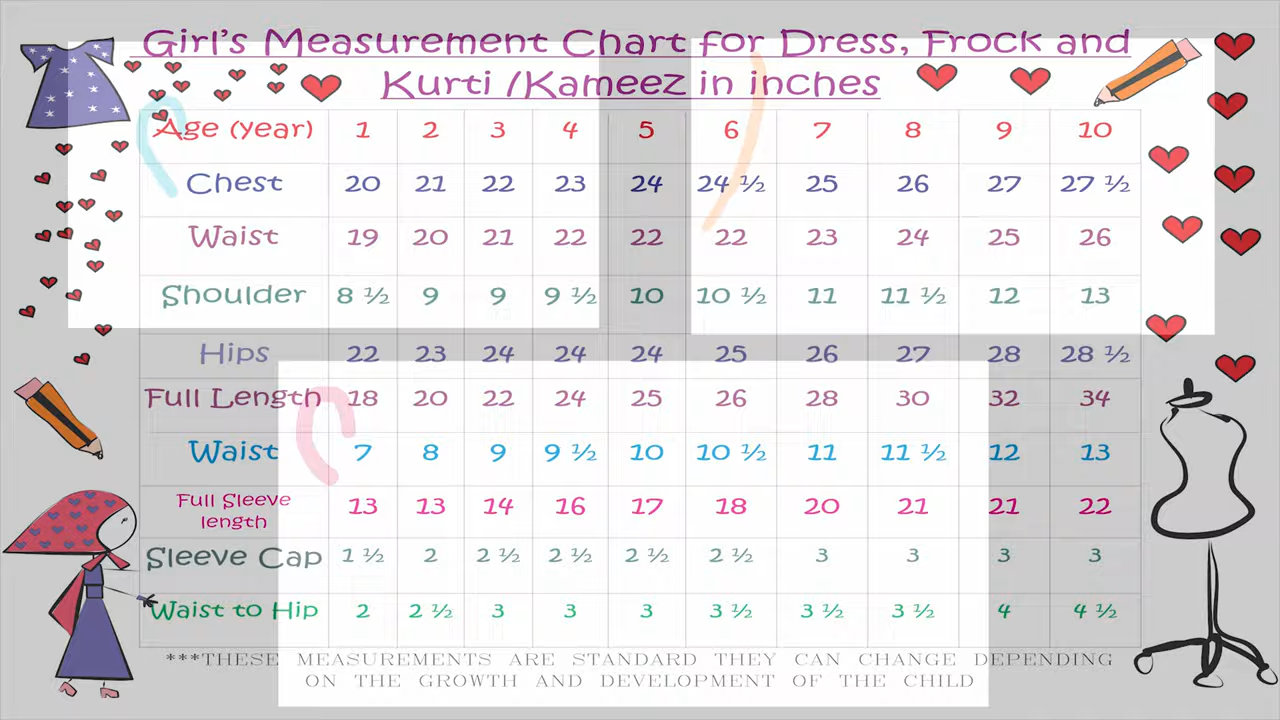 Girl's Measurement Chart for Dress, Frock and
Kurti /Kameez in inches
Age (year) 1 2 3 4 5 6 7 8 9 10
Chest 20 21 22 23 24 24 ½ 25 26 27 27 ½
Waist 19 20 21 22 22 22 23 24 25 26
Shoulder 8 ½ 9 9 9 ½ 10 10 ½ 11 11 ½ 12 13
Hips 22 23 24 24 24 25 26 27 28 28 ½
Full Length 18 20 22 24 25 26 28 30 32 34
Waist 7 8 9 9 ½ 10 10 ½ 11 11 ½ 12 13
Full Sleeve
length 13 13 14 16 17 18 20 21 21 22
Sleeve Cap 1 ½ 2 2 ½ 2 ½ 2 ½ 2 ½ 3 3 3 3
Waist to Hip 2 2 ½ 3 3 3 3 ½ 3 ½ 3 ½ 4 4 ½
***THESE MEASUREMENTS ARE STANDARD THEY CAN CHANGE DEPENDING
ON THE GROWTH AND DEVELOPMENT OF THE CHILD